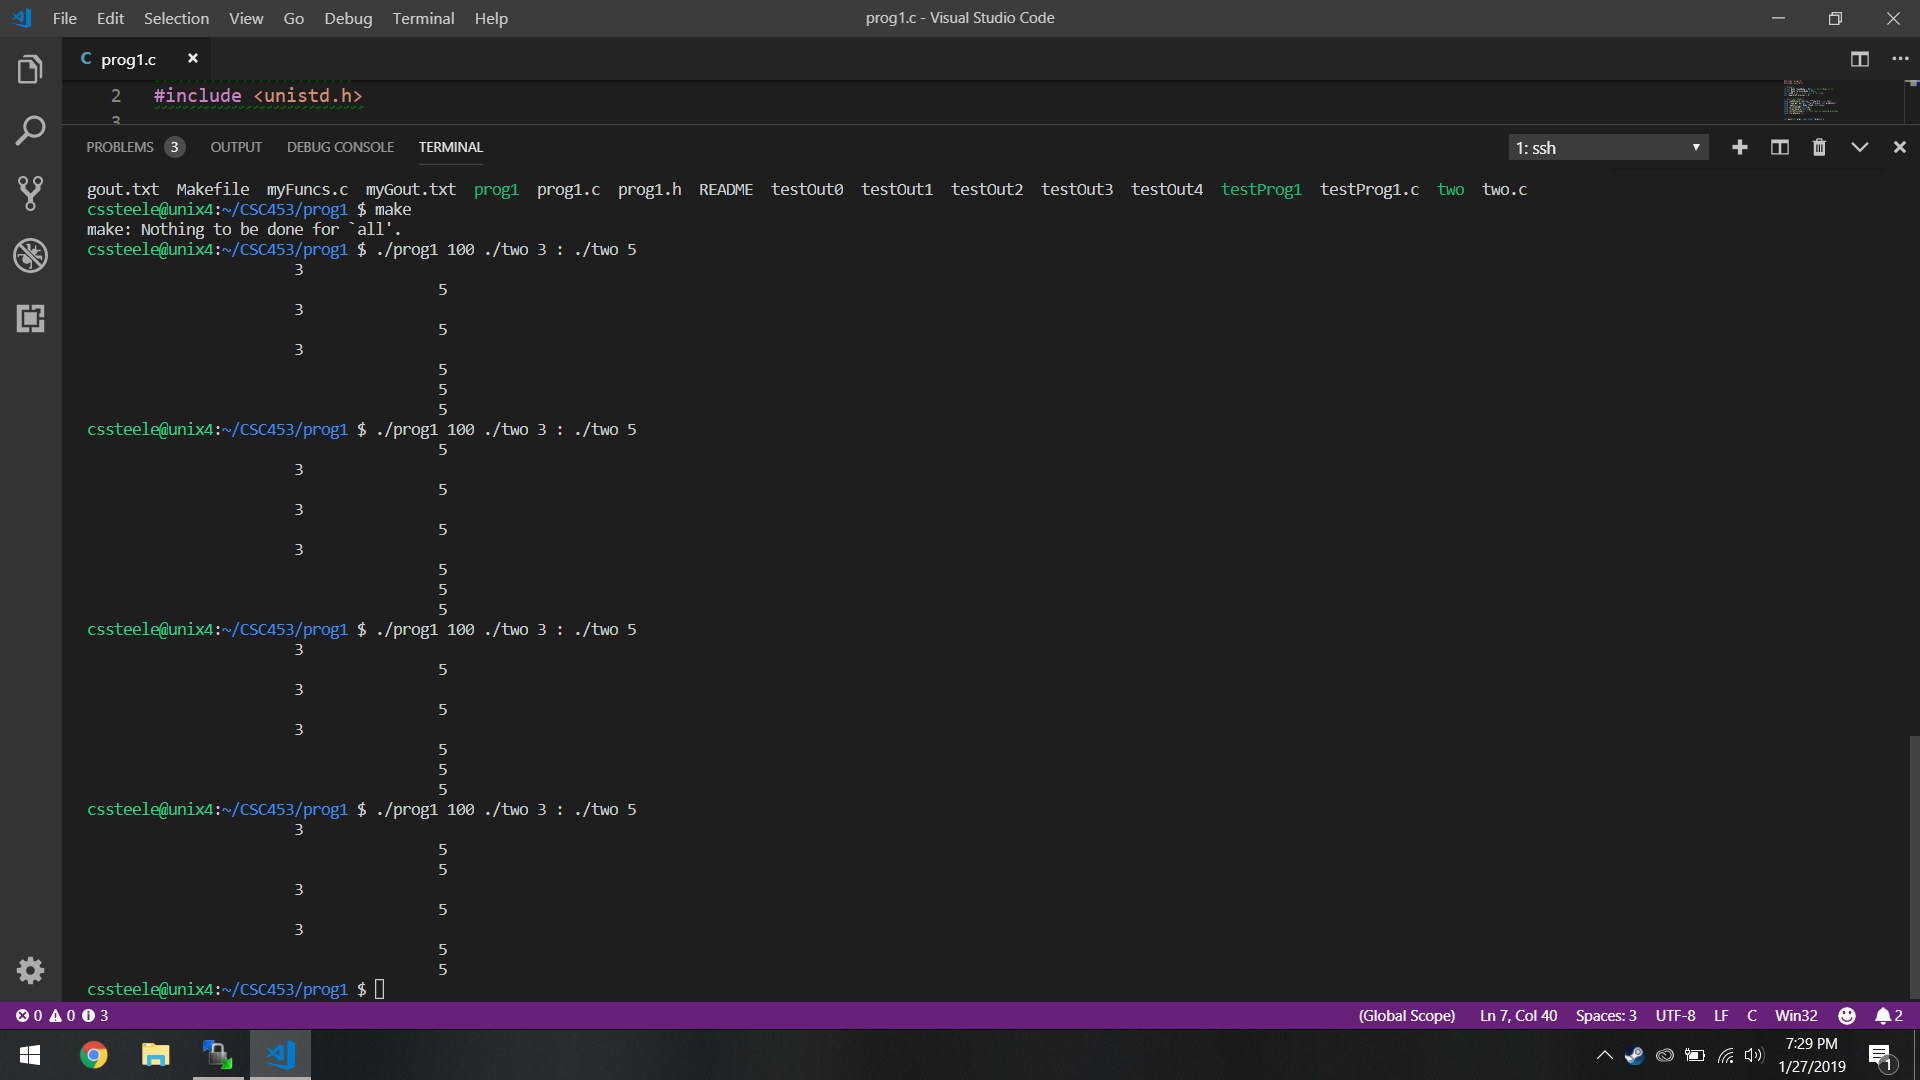 File Edit Selection View Go Debug Terminal Help
prog1.c - Visual Studio Code
C prog1.c
2 #include <unistd.h>
3
PROBLEMS 3 OUTPUT DEBUG CONSOLE TERMINAL
1: ssh
gout.txt Makefile myFuncs.c myGout.txt prog1 prog1.c prog1.h README testOut0 testOut1 testOut2 testOut3 testOut4 testProg1 testProg1.c two two.c
cssteele@unix4:~/CSC453/prog1 $ make
make: Nothing to be done for `all'.
cssteele@unix4:~/CSC453/prog1 $ ./prog1 100 ./two 3 : ./two 5
3
5
3
5
3
5
5
5
cssteele@unix4:~/CSC453/prog1 $ ./prog1 100 ./two 3 : ./two 5
5
3
5
3
5
3
5
5
5
cssteele@unix4:~/CSC453/prog1 $ ./prog1 100 ./two 3 : ./two 5
3
5
3
5
3
5
5
5
cssteele@unix4:~/CSC453/prog1 $ ./prog1 100 ./two 3 : ./two 5
3
5
5
3
5
3
5
5
cssteele@unix4:~/CSC453/prog1 $
0 0 3
(Global Scope) Ln 7, Col 40 Spaces: 3 UTF-8 LF C Win32 2
7:29 PM
1/27/2019
1